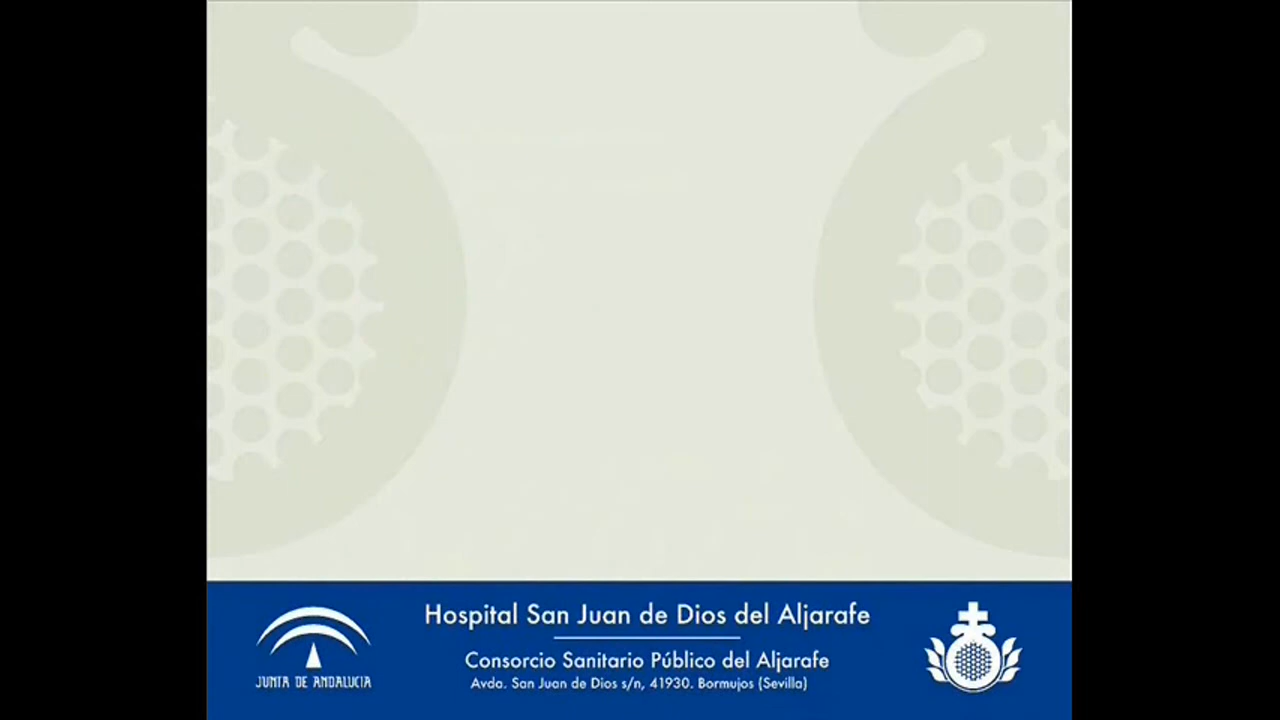 Hospital San Juan de Dios del Aljarafe
Consorcio Sanitario Público del Aljarafe
Avda. San Juan de Dios s/n, 41930. Bormujos (Sevilla)
JUNTA DE ANDALUCIA